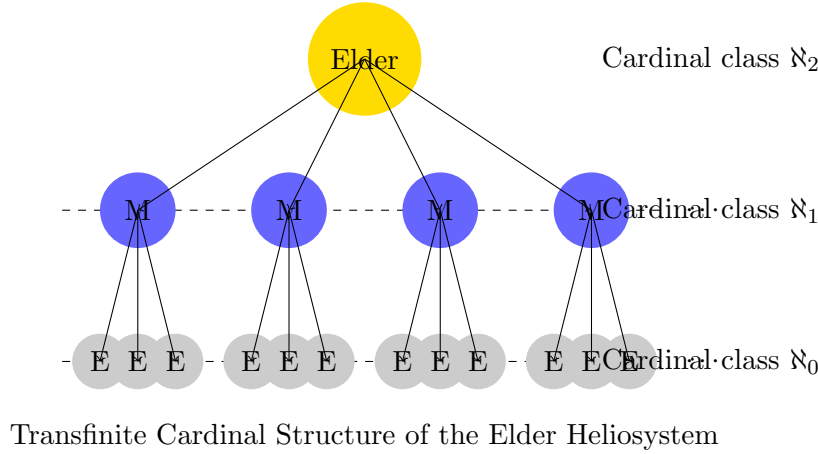 Elder Cardinal class ℵ₂
M M M M Cardinal class ℵ₁
E E E E E E E E E E E E Cardinal class ℵ₀
Transfinite Cardinal Structure of the Elder Heliosystem